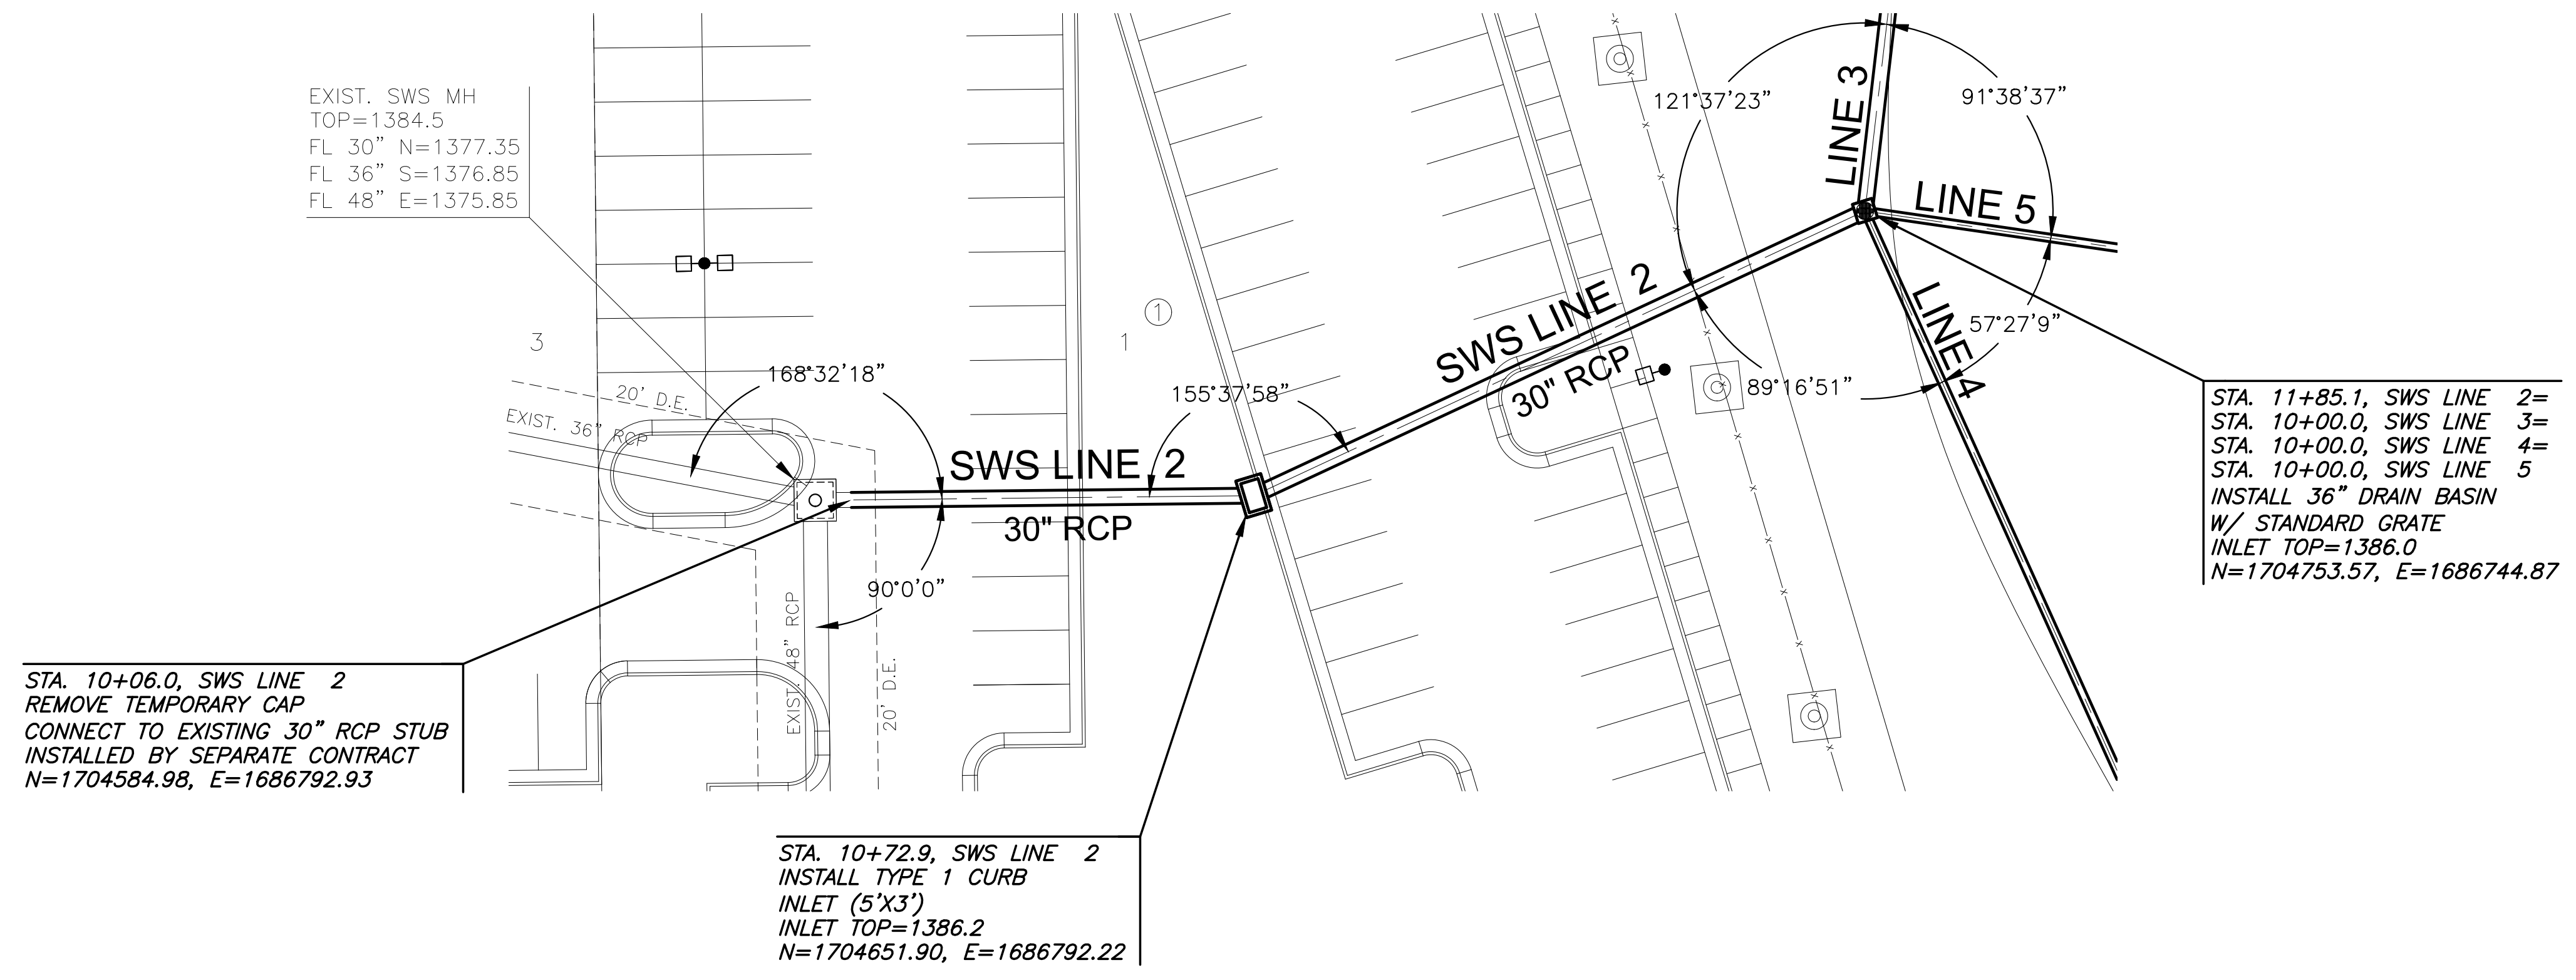 EXIST. SWS MH
TOP=1384.5
FL 30" N=1377.35
FL 36" S=1376.85
FL 48" E=1375.85
3
20' D.E.
EXIST. 36" RCP
168°32'18"
SWS LINE 2
30" RCP
90°0'0"
EXIST. 48" RCP
20' D.E.
1
1
155°37'58"
SWS LINE 2
30" RCP
121°37'23"
LINE 3
91°38'37"
LINE 5
57°27'9"
LINE 4
89°16'51"
STA. 11+85.1, SWS LINE 2=
STA. 10+00.0, SWS LINE 3=
STA. 10+00.0, SWS LINE 4=
STA. 10+00.0, SWS LINE 5
INSTALL 36" DRAIN BASIN
W/ STANDARD GRATE
INLET TOP=1386.0
N=1704753.57, E=1686744.87
STA. 10+06.0, SWS LINE 2
REMOVE TEMPORARY CAP
CONNECT TO EXISTING 30" RCP STUB
INSTALLED BY SEPARATE CONTRACT
N=1704584.98, E=1686792.93
STA. 10+72.9, SWS LINE 2
INSTALL TYPE 1 CURB
INLET (5'X3')
INLET TOP=1386.2
N=1704651.90, E=1686792.22